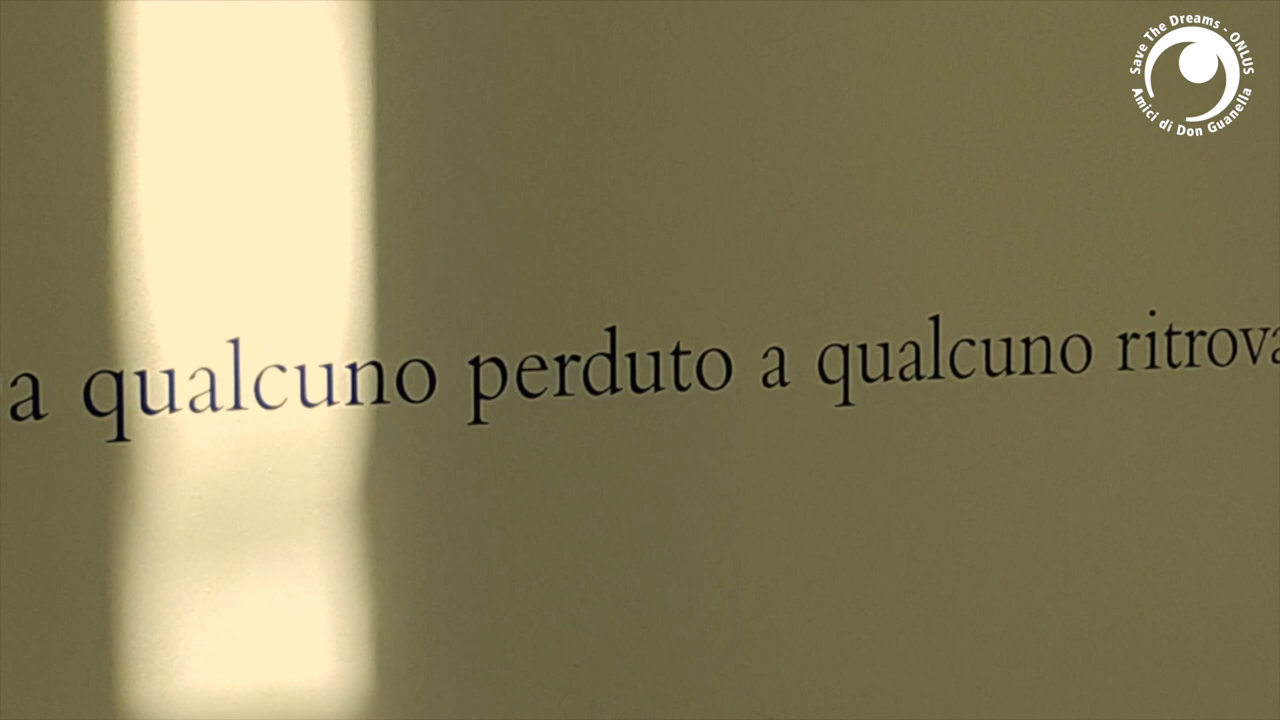 a qualcuno perduto a qualcuno ritrova
Save The Dreams - ONLUS
Amici di Don Guanella